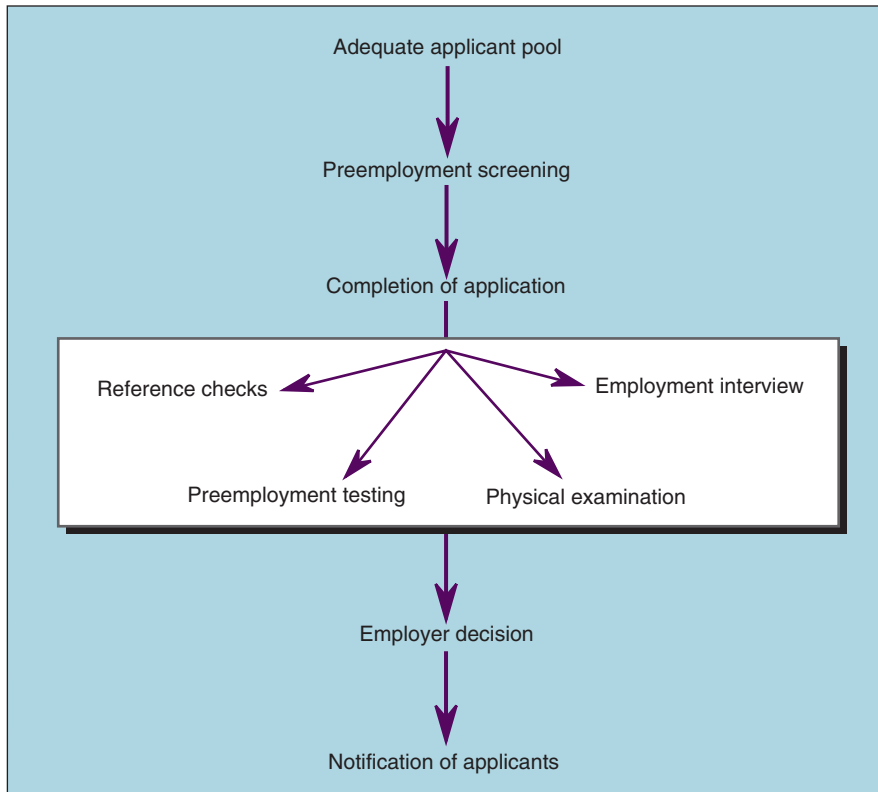 Adequate applicant pool
Preemployment screening
Completion of application
Reference checks
Employment interview
Preemployment testing
Physical examination
Employer decision
Notification of applicants